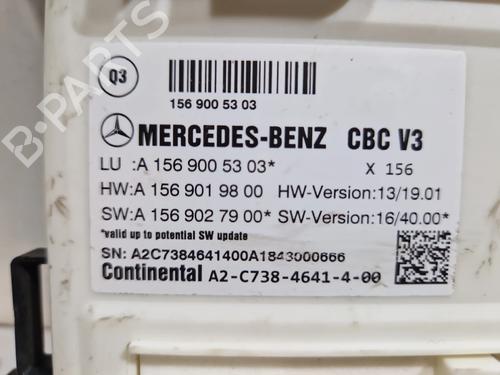 Q3
156 900 53 03
MERCEDES-BENZ CBC V3
LU :A 156 900 53 03* X 156
HW:A 156 901 98 00 HW-Version:13/19.01
SW:A 156 902 79 00* SW-Version:16/40.00*
*valid up to potential SW update
SN: A2C7384641400A1843000666
Continental A2-C738-4641-4-00
B-PARTS